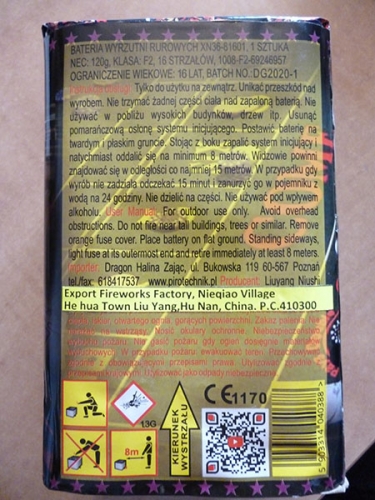 BATERIA WYRZUTNI RUROWYCH XN36-81601, 1 SZTUKA
NEC: 120g, KLASA: F2, 16 STRZAŁÓW, 1008-F2-69246957
OGRANICZENIE WIEKOWE: 16 LAT, BATCH NO. DG2020-1
Tylko do użytku na zewnątrz. Unikać przeszkód nad
wyrobem. Nie trzymać żadnej części ciała nad zapaloną baterią. Nie
używać w pobliżu wysokich budynków, drzew itp. Usunąć
pomarańczową osłonę systemu inicjującego. Postawić baterię na
twardym i płaskim gruncie. Stojąc z boku zapalić system inicjujący i
natychmiast oddalić się na minimum 8 metrów. Widzowie powinni
znajdować się w odległości co najmniej 15 metrów. W przypadku gdy
wyrób nie zadziała odczekać 15 minut i zanurzyć go w pojemniku z
wodą na 24 godziny. Nie dzielić na części. Nie używać pod wpływem
alkoholu. User Manual: For outdoor use only. Avoid overhead
obstructions. Do not fire near tall buildings, trees or similar. Remove
orange fuse cover. Place battery on flat ground. Standing sideways,
light fuse at its outermost end and retire immediately at least 8 meters.
Importer: Dragon Halina Zając, ul. Bukowska 119 60-567 Poznań
tel./fax: 618417537 www.pirotechnik.pl Producent: Liuyang Niushi
Export Fireworks Factory, Nieqiao Village
He hua Town Liu Yang,Hu Nan, China. P.C.410300
1.3G
8m
KIERUNEK
WYSTRZAŁU
CE1170
5903314040388